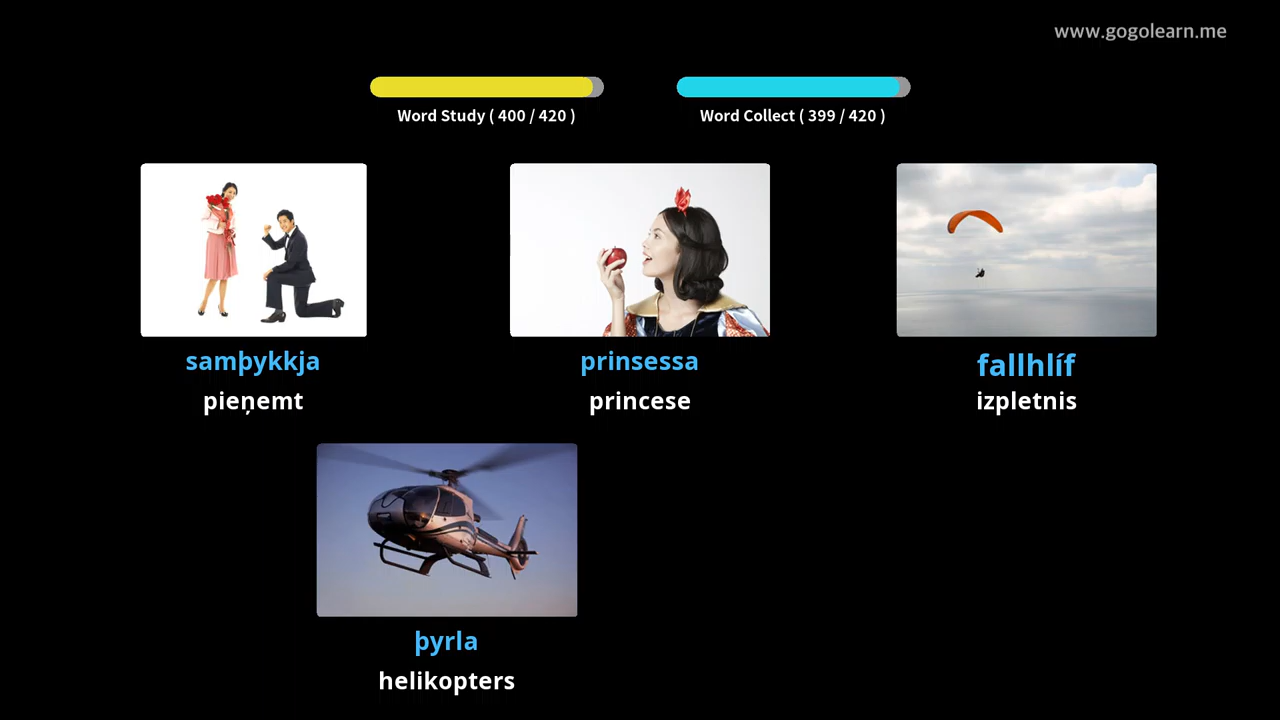 www.gogolearn.me
Word Study ( 400 / 420 )
Word Collect ( 399 / 420 )
samþykkja
pieņemt
prinsessa
princese
fallhlíf
izpletnis
þyrla
helikopters